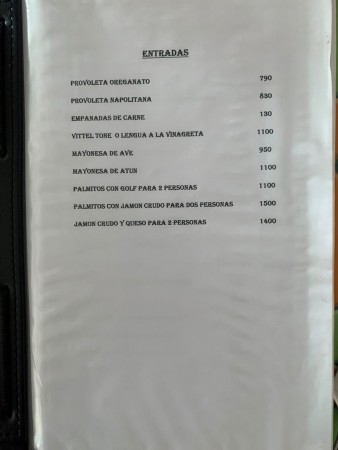 ENTRADAS
PROVOLETA OREGANATO 790
PROVOLETA NAPOLITANA 830
EMPANADAS DE CARNE 130
VITTEL TONE O LENGUA A LA VINAGRETA 1100
MAYONESA DE AVE 950
MAYONESA DE ATUN 1100
PALMITOS CON GOLF PARA 2 PERSONAS 1100
PALMITOS CON JAMON CRUDO PARA DOS PERSONAS 1500
JAMON CRUDO Y QUESO PARA 2 PERSONAS 1400